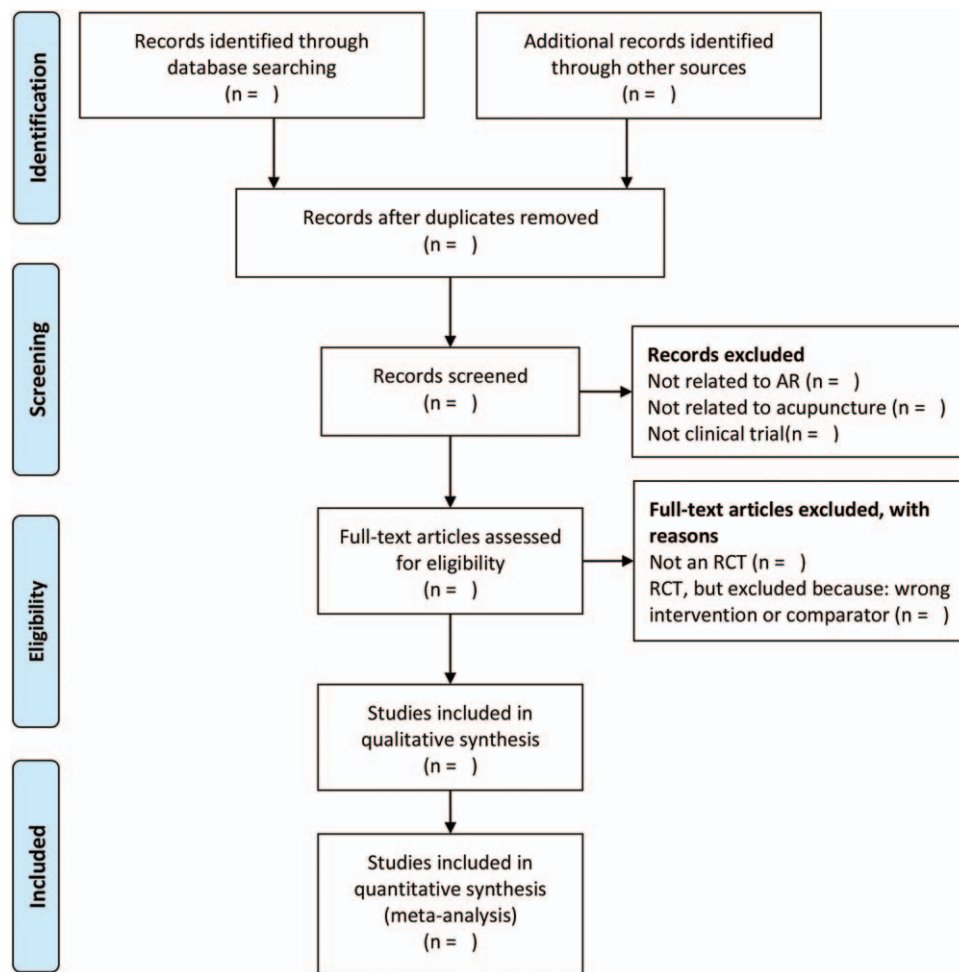 Identification
Records identified through
database searching
(n =   )
Additional records identified
through other sources
(n =   )
Records after duplicates removed
(n =   )
Screening
Records screened
(n =   )
Records excluded
Not related to AR (n =   )
Not related to acupuncture (n =   )
Not clinical trial(n =   )
Eligibility
Full-text articles assessed
for eligibility
(n =   )
Full-text articles excluded, with
reasons
Not an RCT (n =   )
RCT, but excluded because: wrong
intervention or comparator (n =   )
Studies included in
qualitative synthesis
(n =   )
Included
Studies included in
quantitative synthesis
(meta-analysis)
(n =   )